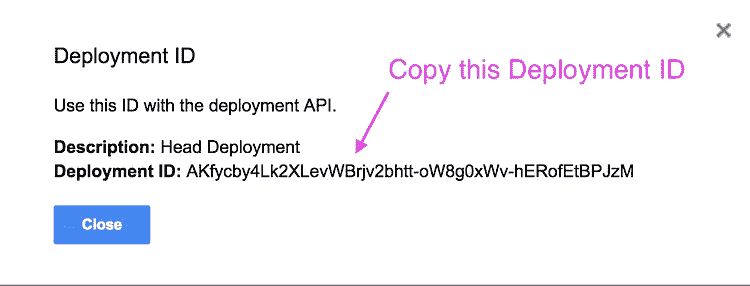 Deployment ID
Copy this Deployment ID
Use this ID with the deployment API.
Description: Head Deployment
Deployment ID: AKfycby4Lk2XLevWBrjv2bhtt-oW8g0xWv-hERofEtBPJzM
Close